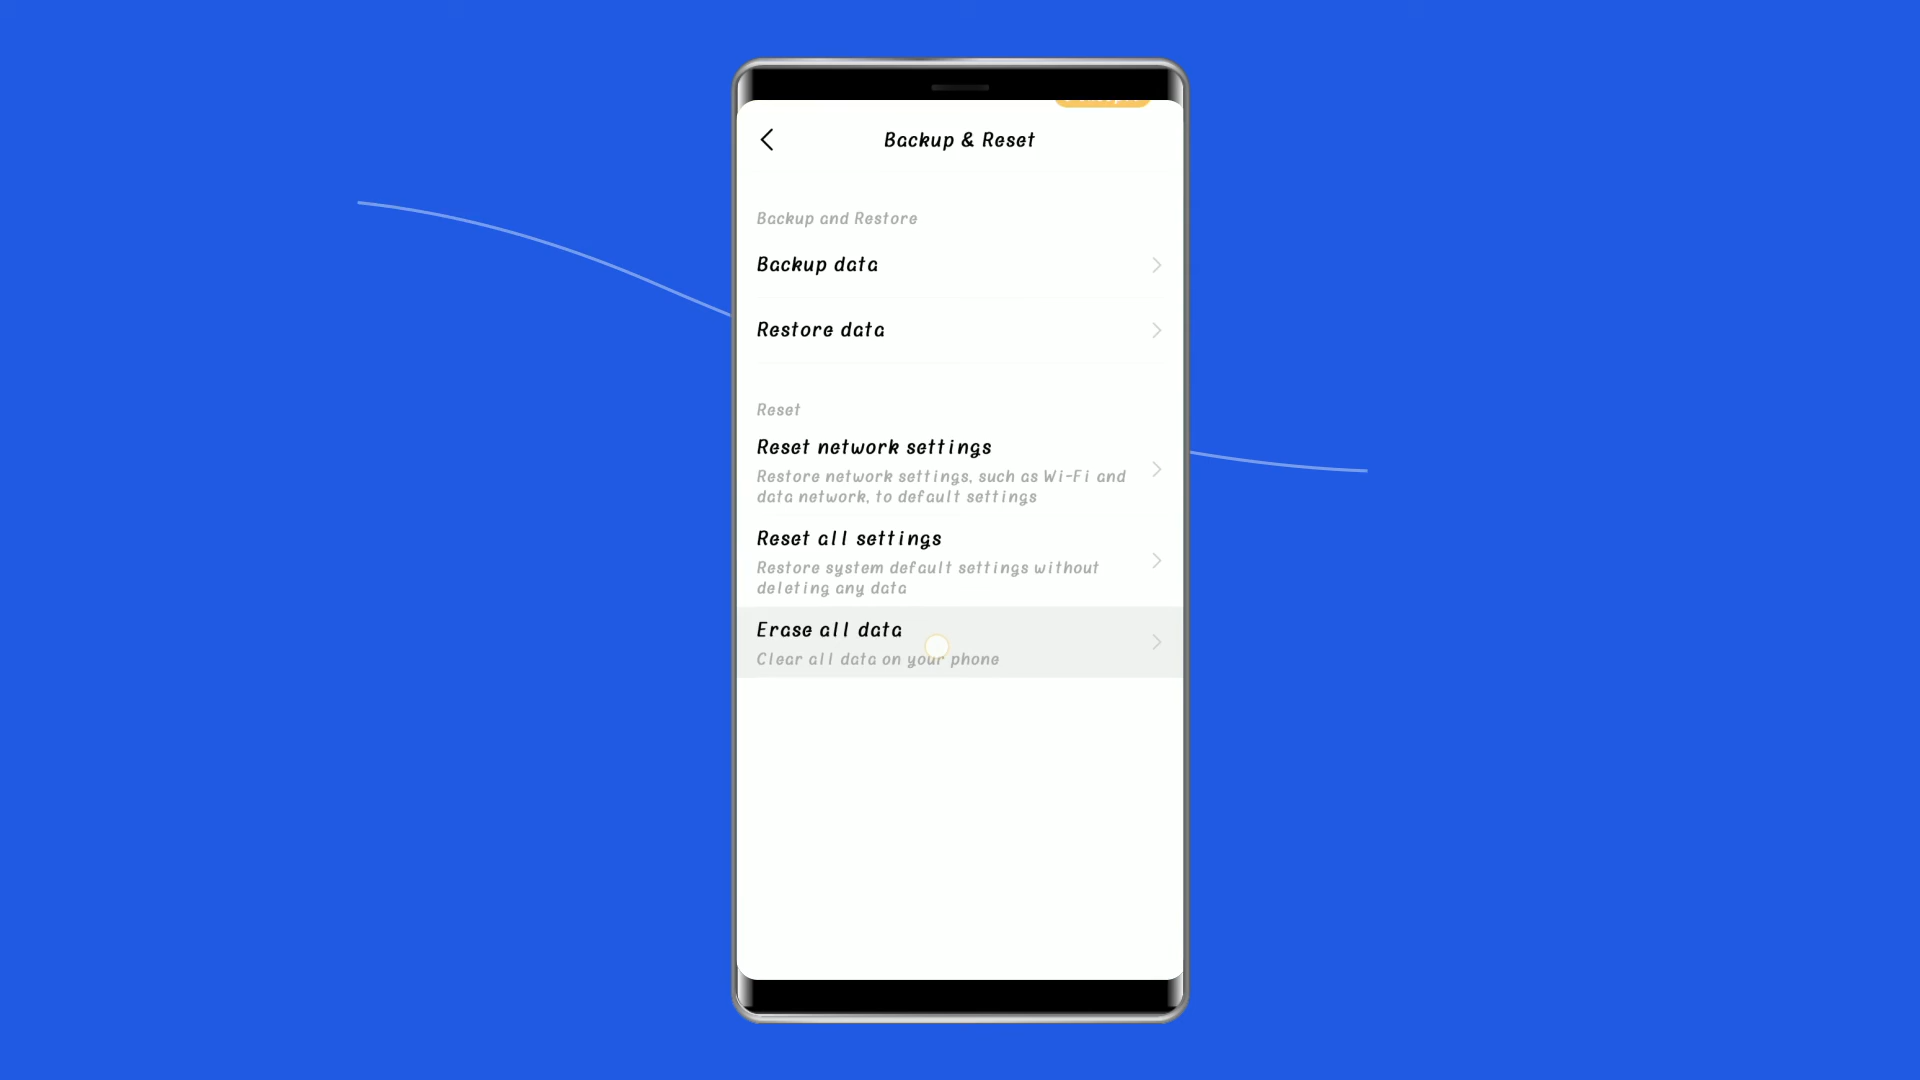 Backup & Reset
Backup and Restore
Backup data
Restore data
Reset
Reset network settings
Restore network settings, such as Wi-Fi and
data network, to default settings
Reset all settings
Restore system default settings without
deleting any data
Erase all data
Clear all data on your phone